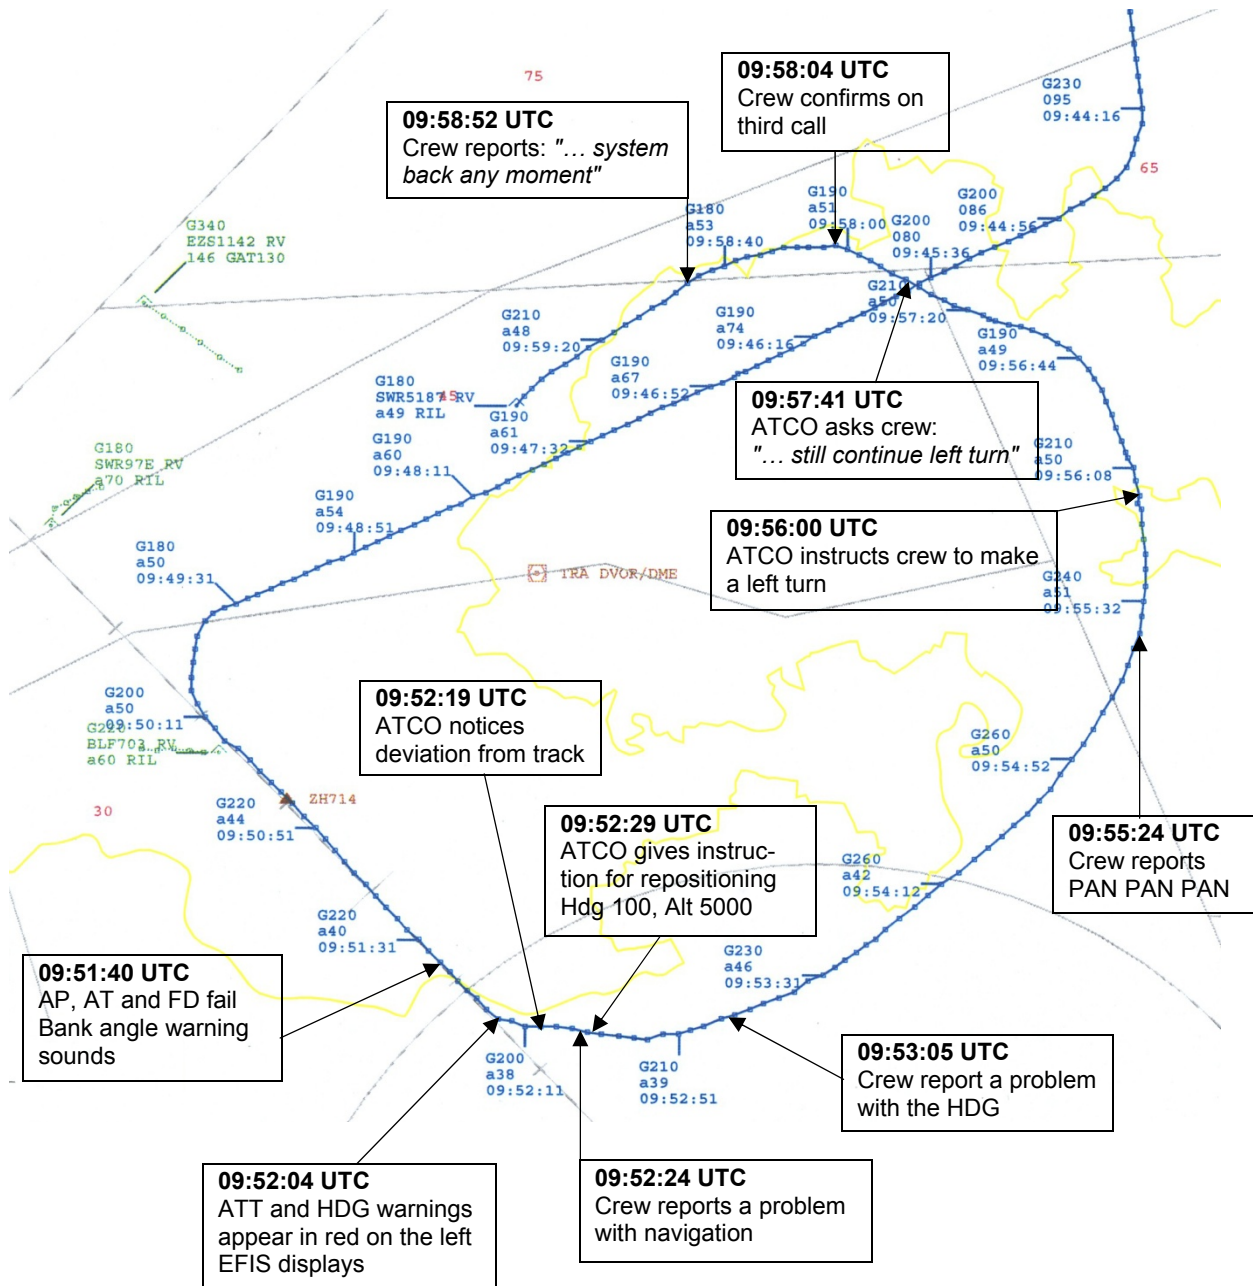 75
09:58:04 UTC
Crew confirms on
third call
G230
095
09:44:16
09:58:52 UTC
Crew reports: "… system
back any moment"
65
G340
EZS1142 RV
146 GAT130
G180
a53
09:58:40
G190
a51
09:58:00
G200
080
09:45:36
G200
086
09:44:56
G210
a48
09:59:20
G190
a74
09:46:16
G210
a50
09:57:20
G190
a49
09:56:44
G190
a67
09:46:52
G180
SWR5187 RV
a49 RIL
45
G190
a61
09:47:32
09:57:41 UTC
ATCO asks crew:
"… still continue left turn"
G180
SWR97E RV
a70 RIL
G190
a60
09:48:11
G210
a50
09:56:08
G190
a54
09:48:51
09:56:00 UTC
ATCO instructs crew to make
a left turn
G180
a50
09:49:31
TRA DVOR/DME
G240
a51
09:55:32
G200
a50
09:50:11
G220
BLF703 RV
a60 RIL
09:52:19 UTC
ATCO notices
deviation from track
G260
a50
09:54:52
30
ZH714
G220
a44
09:50:51
09:52:29 UTC
ATCO gives instruc-
tion for repositioning
Hdg 100, Alt 5000
09:55:24 UTC
Crew reports
PAN PAN PAN
G260
a42
09:54:12
G220
a40
09:51:31
G230
a46
09:53:31
09:51:40 UTC
AP, AT and FD fail
Bank angle warning
sounds
G200
a38
09:52:11
G210
a39
09:52:51
09:53:05 UTC
Crew report a problem
with the HDG
09:52:04 UTC
ATT and HDG warnings
appear in red on the left
EFIS displays
09:52:24 UTC
Crew reports a problem
with navigation